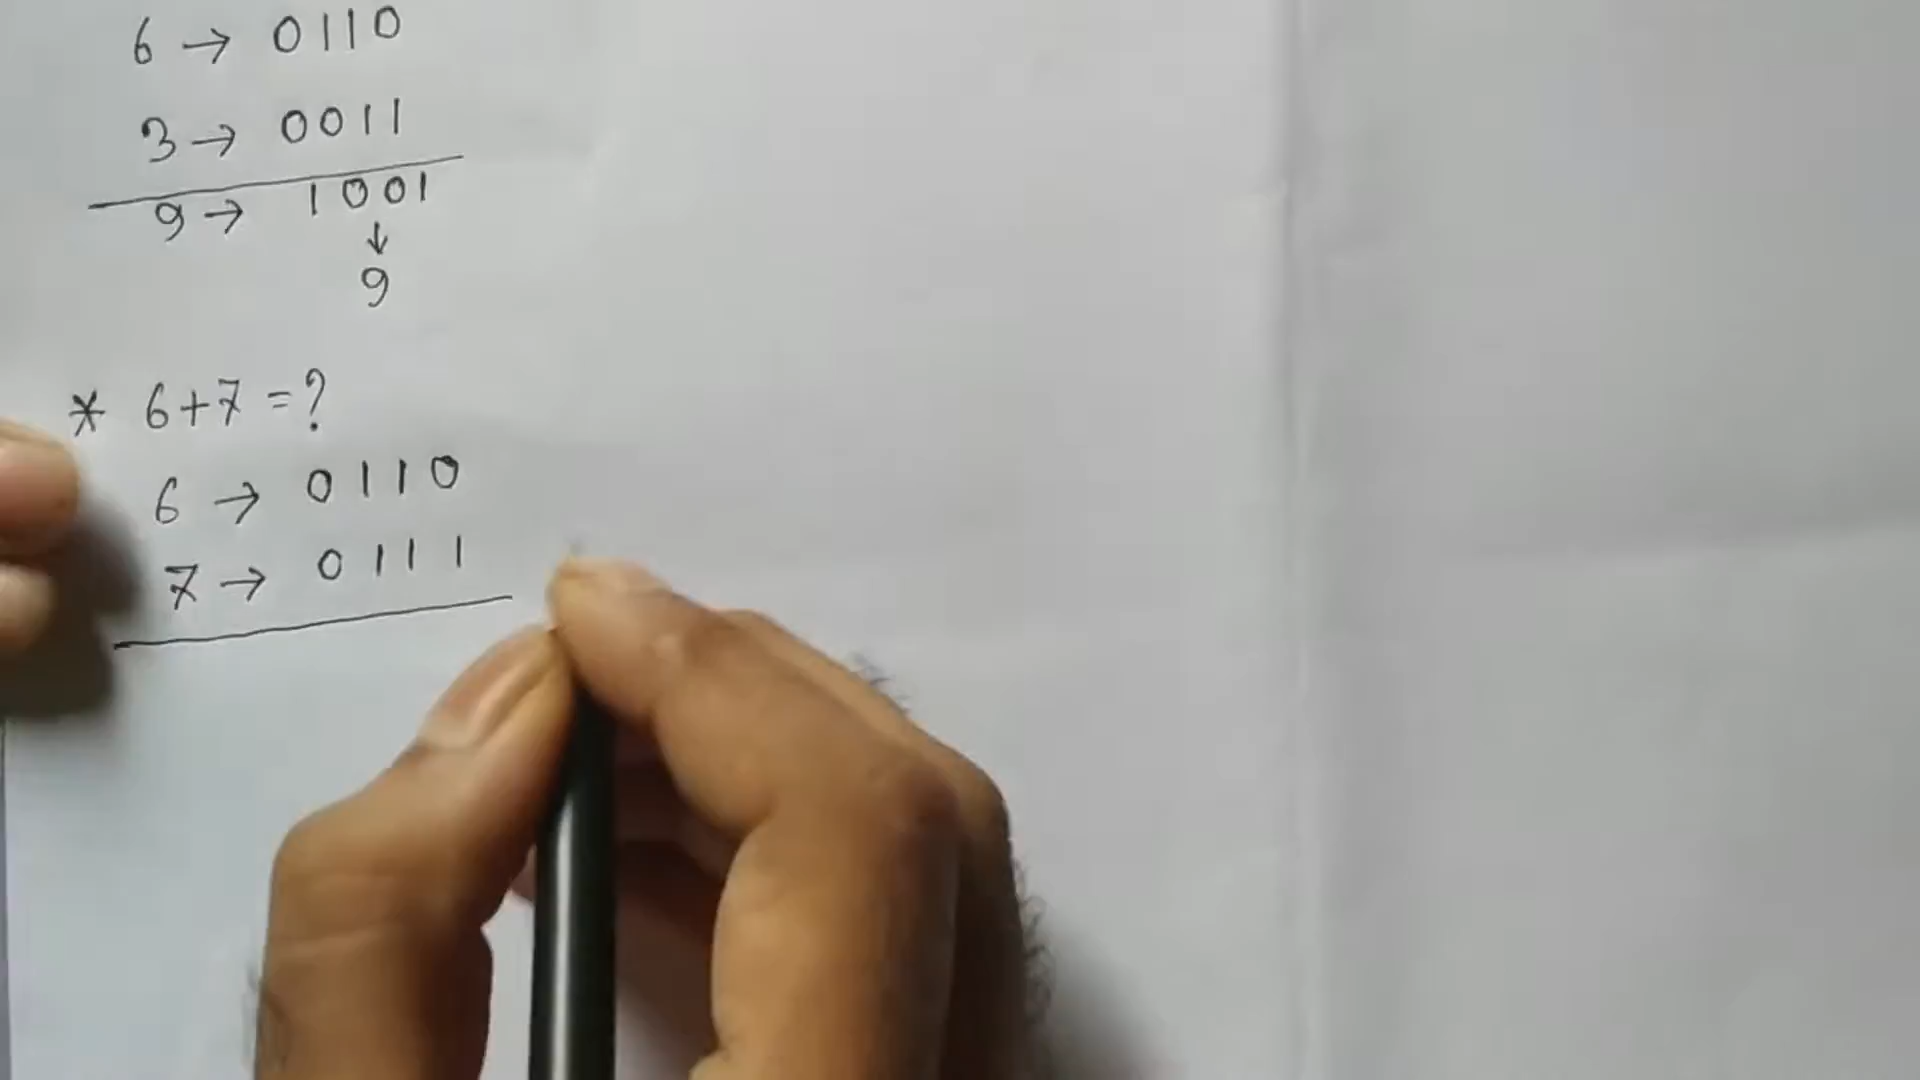 6 → 0110
3 → 0011
9 → 1001
↓
9
* 6+7 =?
6 → 0110
7 → 0111